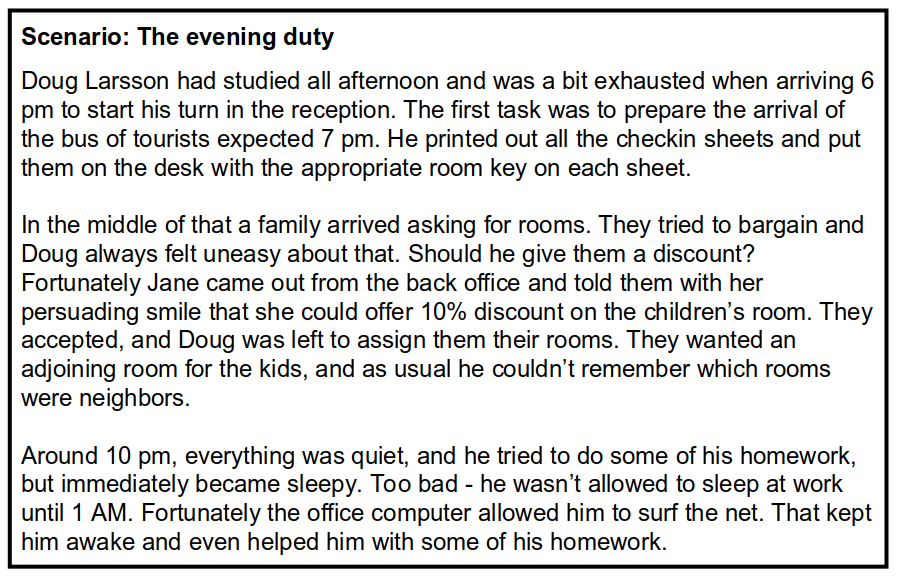 Scenario: The evening duty
Doug Larsson had studied all afternoon and was a bit exhausted when arriving 6
pm to start his turn in the reception. The first task was to prepare the arrival of
the bus of tourists expected 7 pm. He printed out all the checkin sheets and put
them on the desk with the appropriate room key on each sheet.
In the middle of that a family arrived asking for rooms. They tried to bargain and
Doug always felt uneasy about that. Should he give them a discount?
Fortunately Jane came out from the back office and told them with her
persuading smile that she could offer 10% discount on the children’s room. They
accepted, and Doug was left to assign them their rooms. They wanted an
adjoining room for the kids, and as usual he couldn’t remember which rooms
were neighbors.
Around 10 pm, everything was quiet, and he tried to do some of his homework,
but immediately became sleepy. Too bad - he wasn’t allowed to sleep at work
until 1 AM. Fortunately the office computer allowed him to surf the net. That kept
him awake and even helped him with some of his homework.